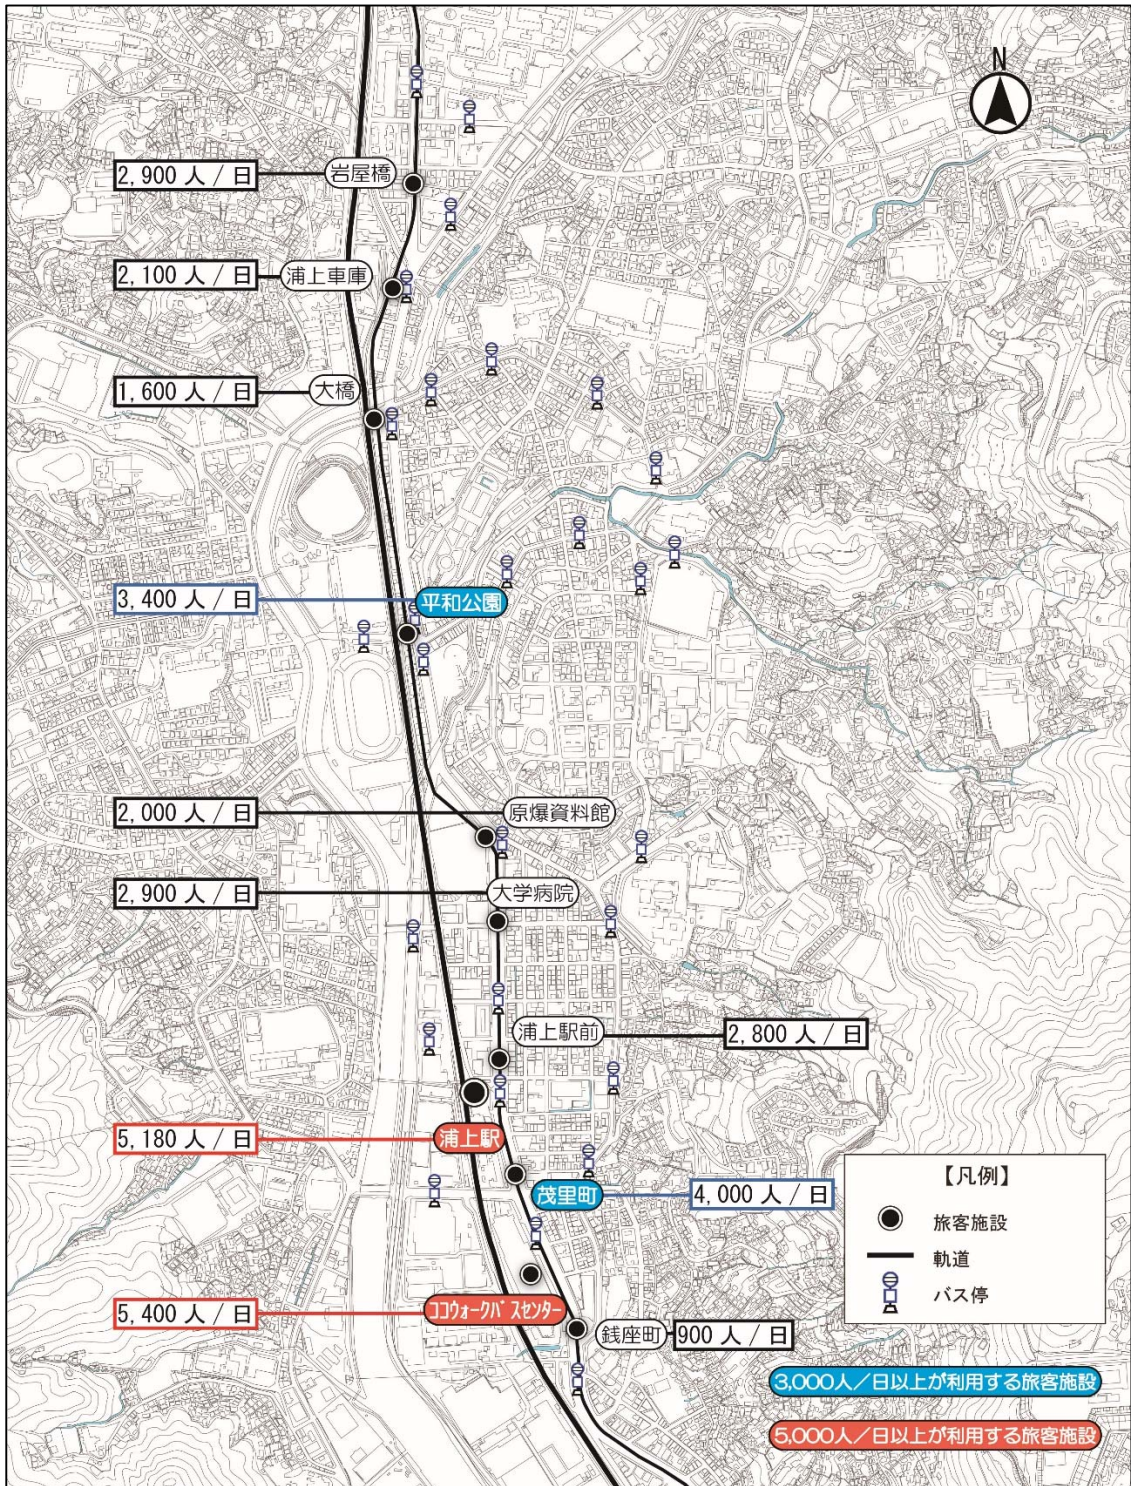 N
2,900 人 / 日
岩屋橋
2,100 人 / 日
浦上車庫
1,600 人 / 日
大橋
3,400 人 / 日
平和公園
2,000 人 / 日
原爆資料館
2,900 人 / 日
大学病院
浦上駅前
2,800 人 / 日
5,180 人 / 日
浦上駅
茂里町
4,000 人 / 日
5,400 人 / 日
ココウォークバスセンター
銭座町
900 人 / 日
【凡例】
旅客施設
軌道
バス停
3,000人/日以上が利用する旅客施設
5,000人/日以上が利用する旅客施設